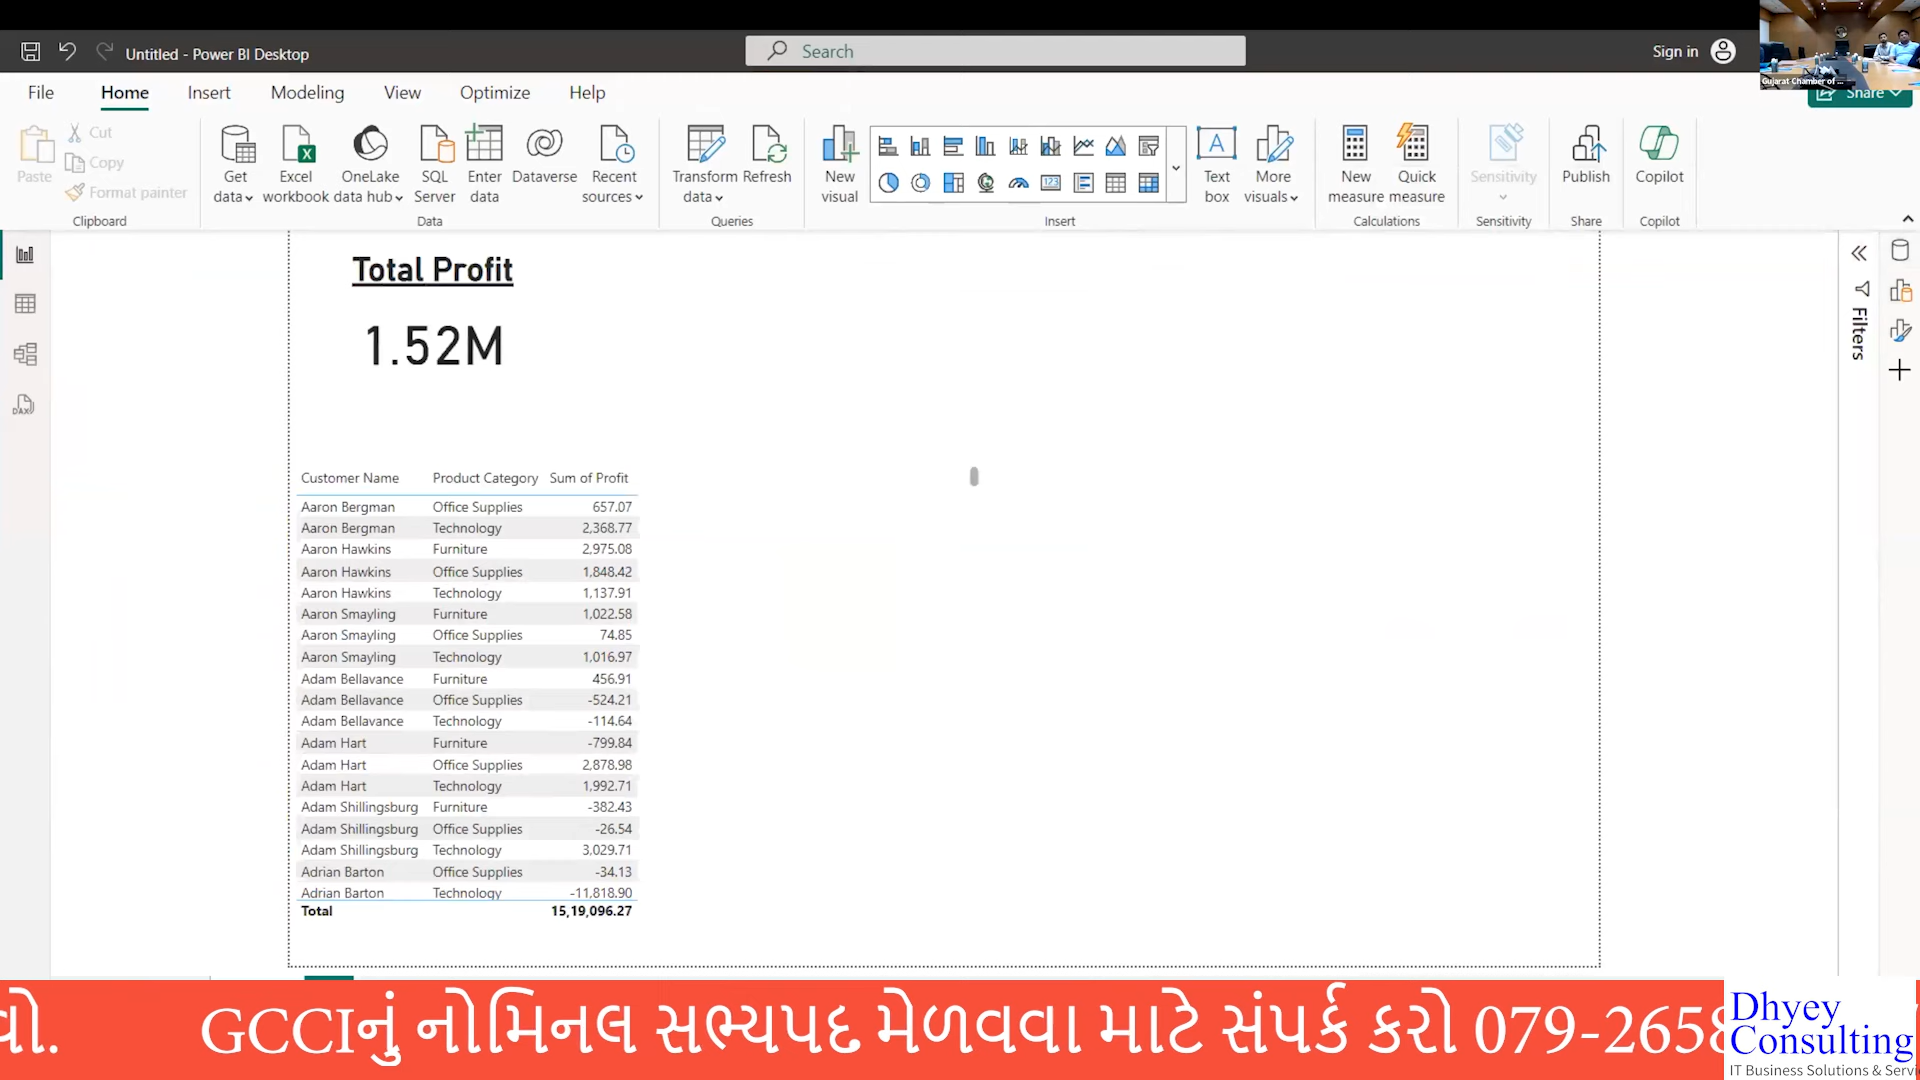 Untitled - Power BI Desktop
Search
Sign in
Gujarat Chamber of ...
File Home Insert Modeling View Optimize Help
Share
Paste
Cut
Copy
Format painter
Clipboard
Get data
Excel workbook
OneLake data hub
SQL Server
Enter data
Dataverse
Recent sources
Data
Transform data
Refresh
Queries
New visual
Text box
More visuals
Insert
New measure
Quick measure
Calculations
Sensitivity
Sensitivity
Publish
Share
Copilot
Copilot
Filters
Total Profit
1.52M
Customer Name Product Category Sum of Profit
Aaron Bergman Office Supplies 657.07
Aaron Bergman Technology 2,368.77
Aaron Hawkins Furniture 2,975.08
Aaron Hawkins Office Supplies 1,848.42
Aaron Hawkins Technology 1,137.91
Aaron Smayling Furniture 1,022.58
Aaron Smayling Office Supplies 74.85
Aaron Smayling Technology 1,016.97
Adam Bellavance Furniture 456.91
Adam Bellavance Office Supplies -524.21
Adam Bellavance Technology -114.64
Adam Hart Furniture -799.84
Adam Hart Office Supplies 2,878.98
Adam Hart Technology 1,992.71
Adam Shillingsburg Furniture -382.43
Adam Shillingsburg Office Supplies -26.54
Adam Shillingsburg Technology 3,029.71
Adrian Barton Office Supplies -34.13
Adrian Barton Technology -11,818.90
Total 15,19,096.27
વો. GCCIનું નોમિનલ સભ્યપદ મેળવવા માટે સંપર્ક કરો 079-2658
Dhyey
Consulting
IT Business Solutions & Servi